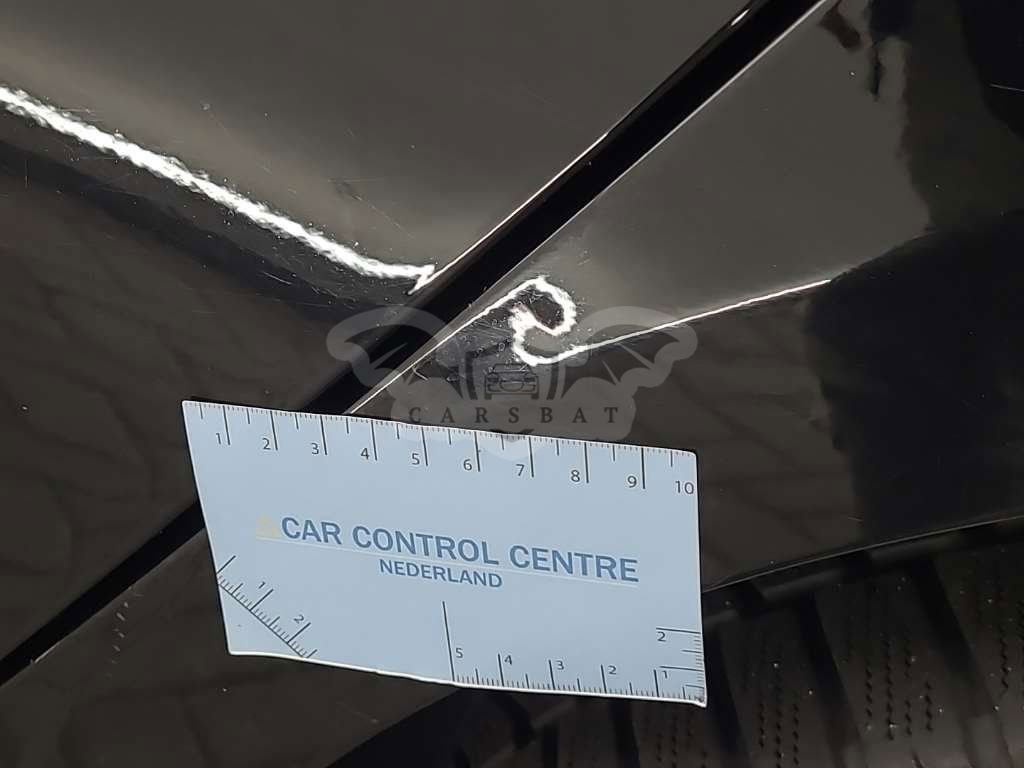 CARSBAT
1 2 3 4 5 6 7 8 9 10
CAR CONTROL CENTRE
NEDERLAND
1 2
5 4 3 2 1
2